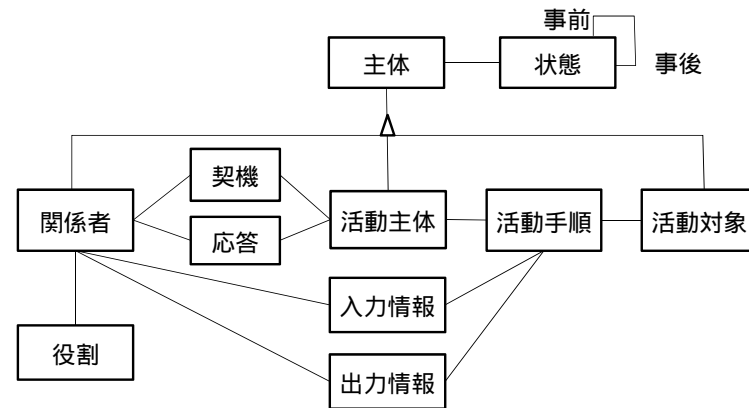 事前
主体
状態
事後
契機
関係者
応答
活動主体
活動手順
活動対象
入力情報
役割
出力情報